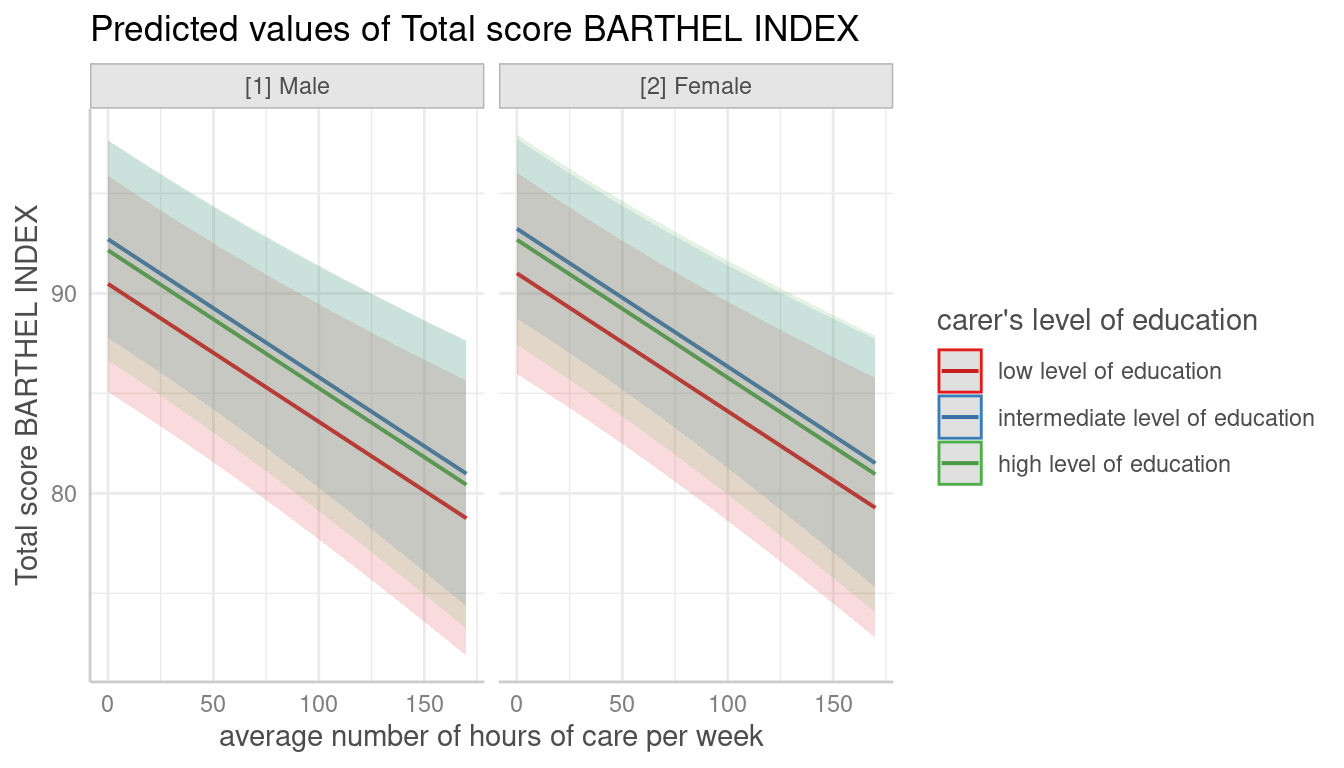 Predicted values of Total score BARTHEL INDEX
[1] Male
[2] Female
Total score BARTHEL INDEX
90
80
0 50 100 150
0 50 100 150
average number of hours of care per week
carer's level of education
low level of education
intermediate level of education
high level of education